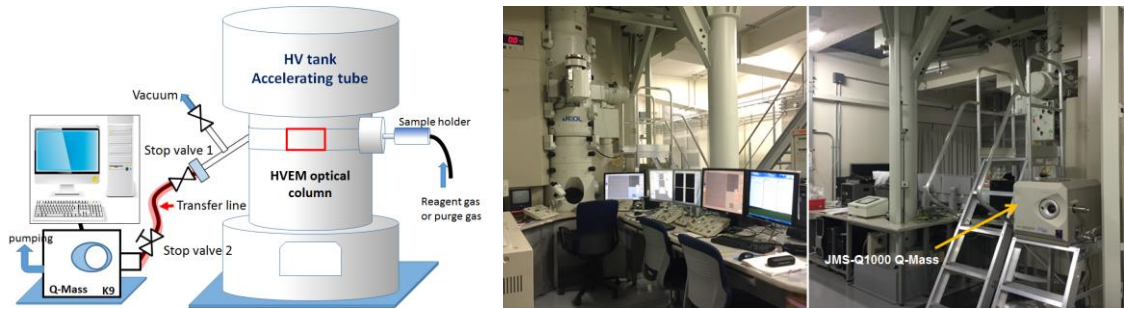 HV tank
Accelerating tube
Vacuum
Sample holder
Stop valve 1
HVEM optical
column
Reagent gas
or purge gas
Transfer line
pumping
Stop valve 2
Q-Mass
K9
JEOL
JMS-Q1000 Q-Mass